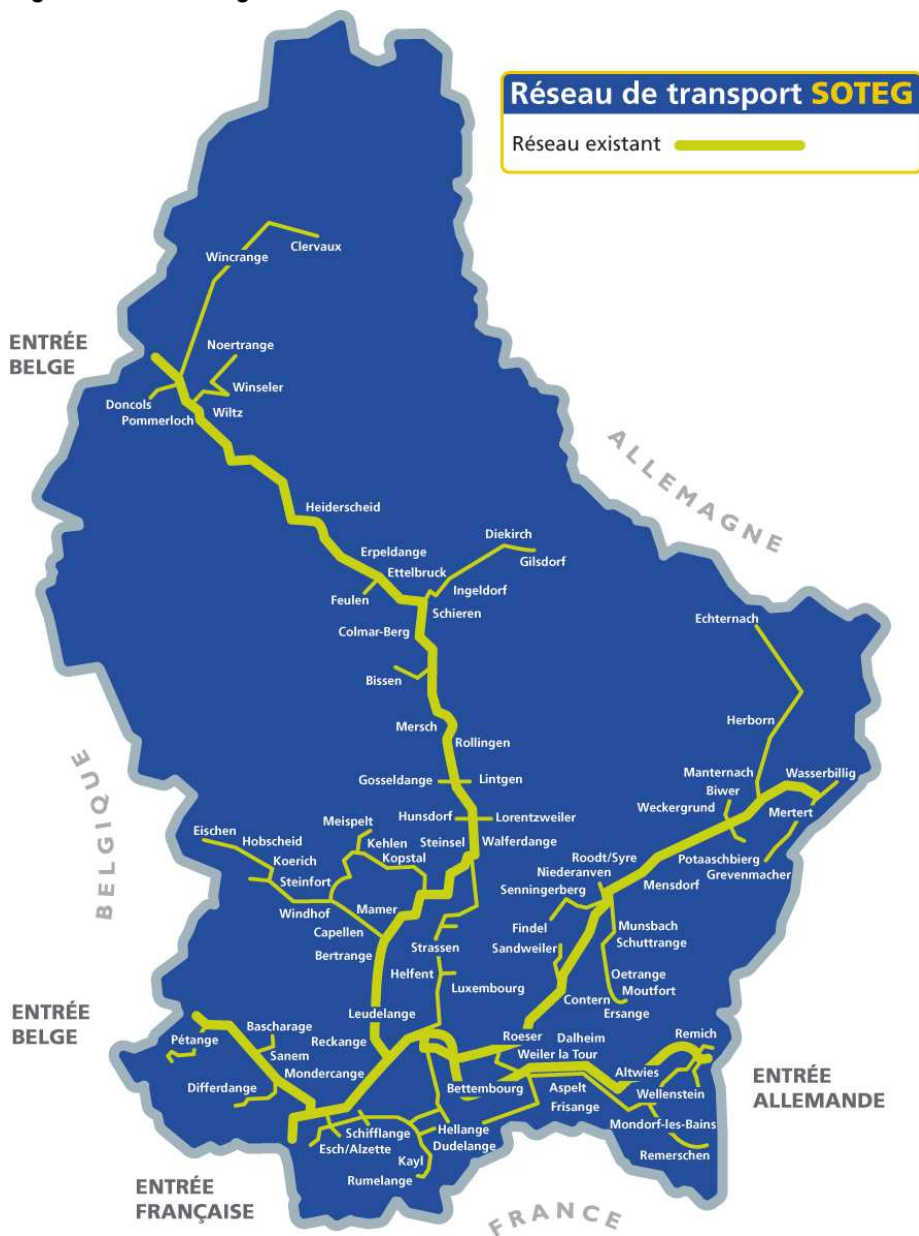 Réseau de transport SOTEG
Réseau existant
Clervaux
Wincrange
ENTRÉE
BELGE
Noertrange
Winseler
Doncols
Wiltz
Pommerloch
ALLEMAGNE
Heiderscheid
Diekirch
Erpeldange
Gilsdorf
Ettelbruck
Ingeldorf
Feulen
Schieren
Echternach
Colmar-Berg
Bissen
Herborn
Mersch
Rollingen
BELGIQUE
Manternach
Wasserbillig
Gosseldange
Lintgen
Biwer
Weckergrund
Mertert
Hunsdorf
Lorentzweiler
Meispelt
Eischen
Hobscheid
Kehlen
Steinsel
Walferdange
Koerich
Kopstal
Roodt/Syre
Potaaschbierg
Grevenmacher
Niederanven
Steinfort
Mensdorf
Senningerberg
Windhof
Mamer
Findel
Munsbach
Capellen
Schuttrange
Strassen
Sandweiler
Bertrange
Helfent
Oetrange
Luxembourg
Moutfort
Contern
Ersange
ENTRÉE
BELGE
Leudelange
Bascharage
Pétange
Reckange
Roeser
Dalheim
Remich
Sanem
Weiler la Tour
Mondercange
Altwies
ENTRÉE
ALLEMANDE
Differdange
Bettembourg
Aspelt
Wellenstein
Frisange
Mondorf-les-Bains
Schifflange
Hellange
Esch/Alzette
Dudelange
Kayl
Remerschen
Rumelange
ENTRÉE
FRANÇAISE
FRANCE